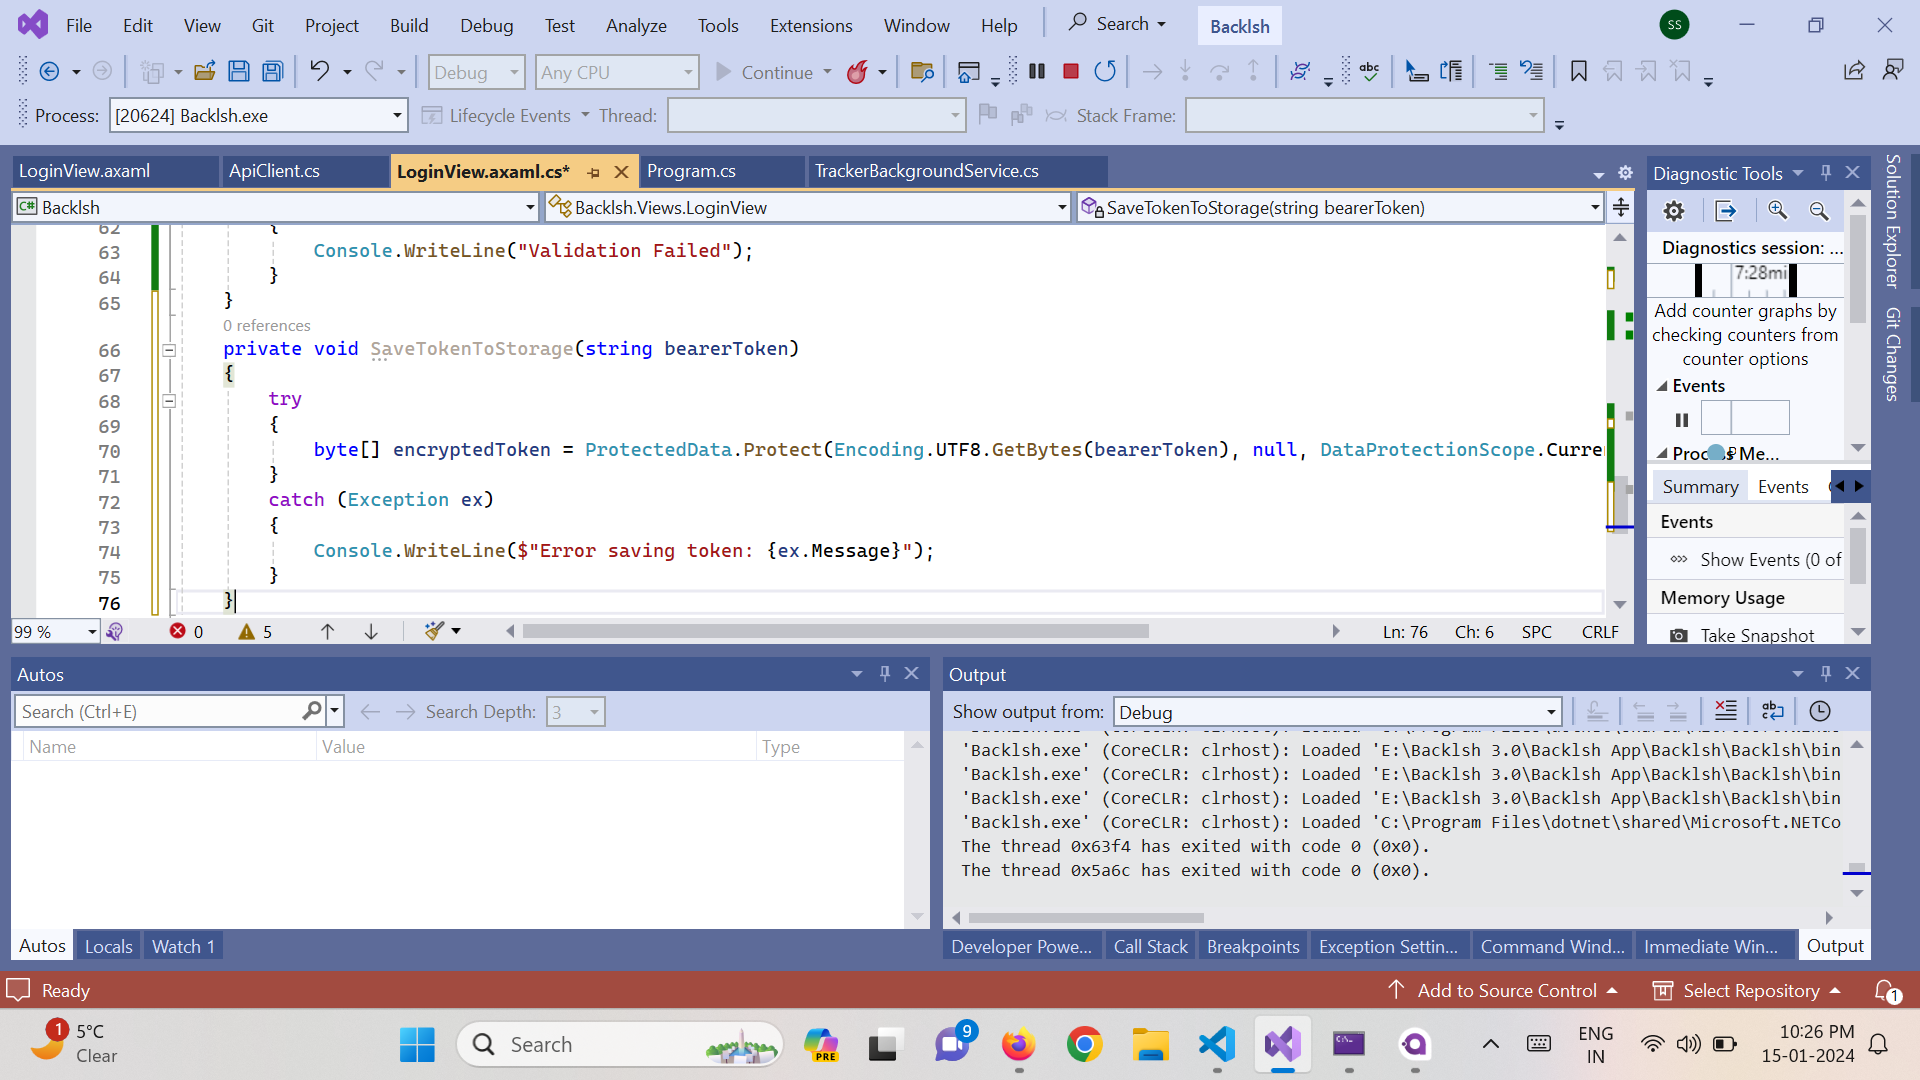 File Edit View Git Project Build Debug Test Analyze Tools Extensions Window Help Search Backlsh SS
Debug Any CPU Continue abc
Process: [20624] Backlsh.exe Lifecycle Events Thread: Stack Frame:
LoginView.axaml ApiClient.cs LoginView.axaml.cs* Program.cs TrackerBackgroundService.cs
C# Backlsh Backlsh.Views.LoginView SaveTokenToStorage(string bearerToken)
62 {
63 Console.WriteLine("Validation Failed");
64 }
65 }
0 references
66 private void SaveTokenToStorage(string bearerToken)
67 {
68 try
69 {
70 byte[] encryptedToken = ProtectedData.Protect(Encoding.UTF8.GetBytes(bearerToken), null, DataProtectionScope.Curre
71 }
72 catch (Exception ex)
73 {
74 Console.WriteLine($"Error saving token: {ex.Message}");
75 }
76 }
99 % 0 5 Ln: 76 Ch: 6 SPC CRLF
Diagnostic Tools
Diagnostics session: ...
7:28mi
Add counter graphs by
checking counters from
counter options
Events
Process Me...
Summary Events
Events
Show Events (0 of
Memory Usage
Take Snapshot
Solution Explorer
Git Changes
Autos
Search (Ctrl+E) Search Depth: 3
Name Value Type
Autos Locals Watch 1
Output
Show output from: Debug
'Backlsh.exe' (CoreCLR: clrhost): Loaded 'E:\Backlsh 3.0\Backlsh App\Backlsh\Backlsh\bin
'Backlsh.exe' (CoreCLR: clrhost): Loaded 'E:\Backlsh 3.0\Backlsh App\Backlsh\Backlsh\bin
'Backlsh.exe' (CoreCLR: clrhost): Loaded 'E:\Backlsh 3.0\Backlsh App\Backlsh\Backlsh\bin
'Backlsh.exe' (CoreCLR: clrhost): Loaded 'C:\Program Files\dotnet\shared\Microsoft.NETCo
The thread 0x63f4 has exited with code 0 (0x0).
The thread 0x5a6c has exited with code 0 (0x0).
Developer Powe... Call Stack Breakpoints Exception Settin... Command Wind... Immediate Win... Output
Ready Add to Source Control Select Repository 1
1 5°C
Clear
Search PRE 9
ENG
IN
10:26 PM
15-01-2024